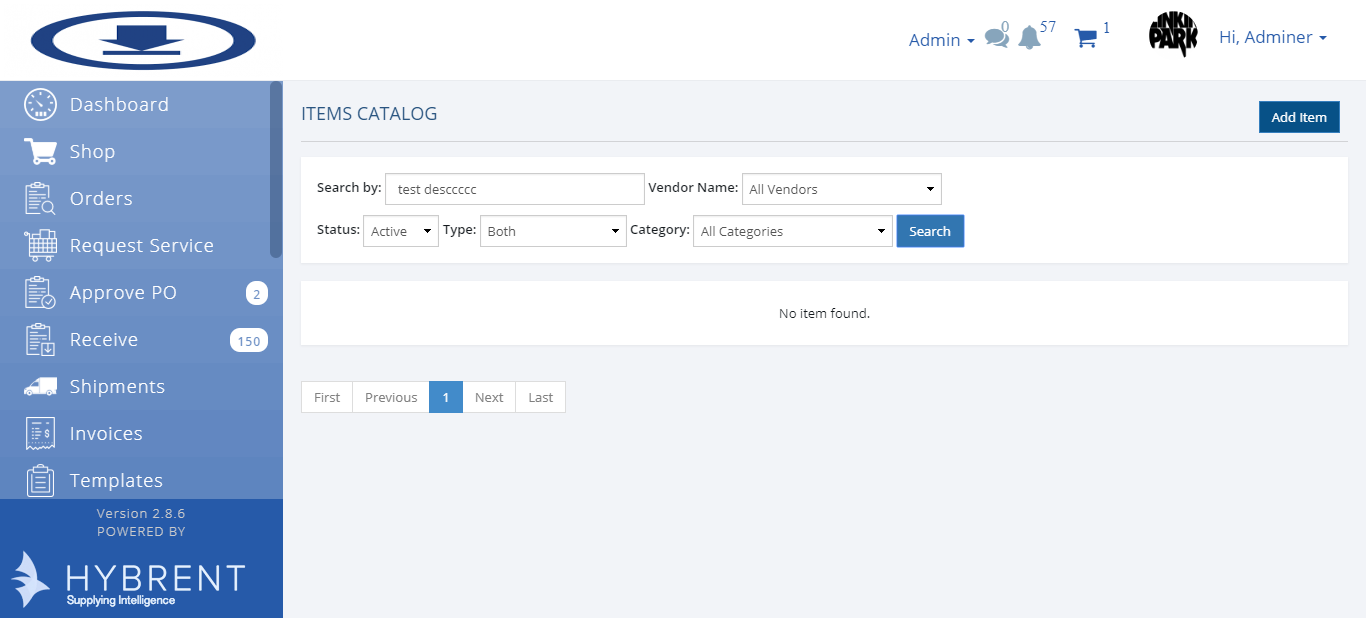 Admin 0 57 1 LINKIN PARK Hi, Adminer
Dashboard
Shop
Orders
Request Service
Approve PO 2
Receive 150
Shipments
Invoices
Templates
Version 2.8.6
POWERED BY
HYBRENT
Supplying Intelligence
ITEMS CATALOG Add Item
Search by: test desccccc Vendor Name: All Vendors
Status: Active Type: Both Category: All Categories Search
No item found.
First Previous 1 Next Last